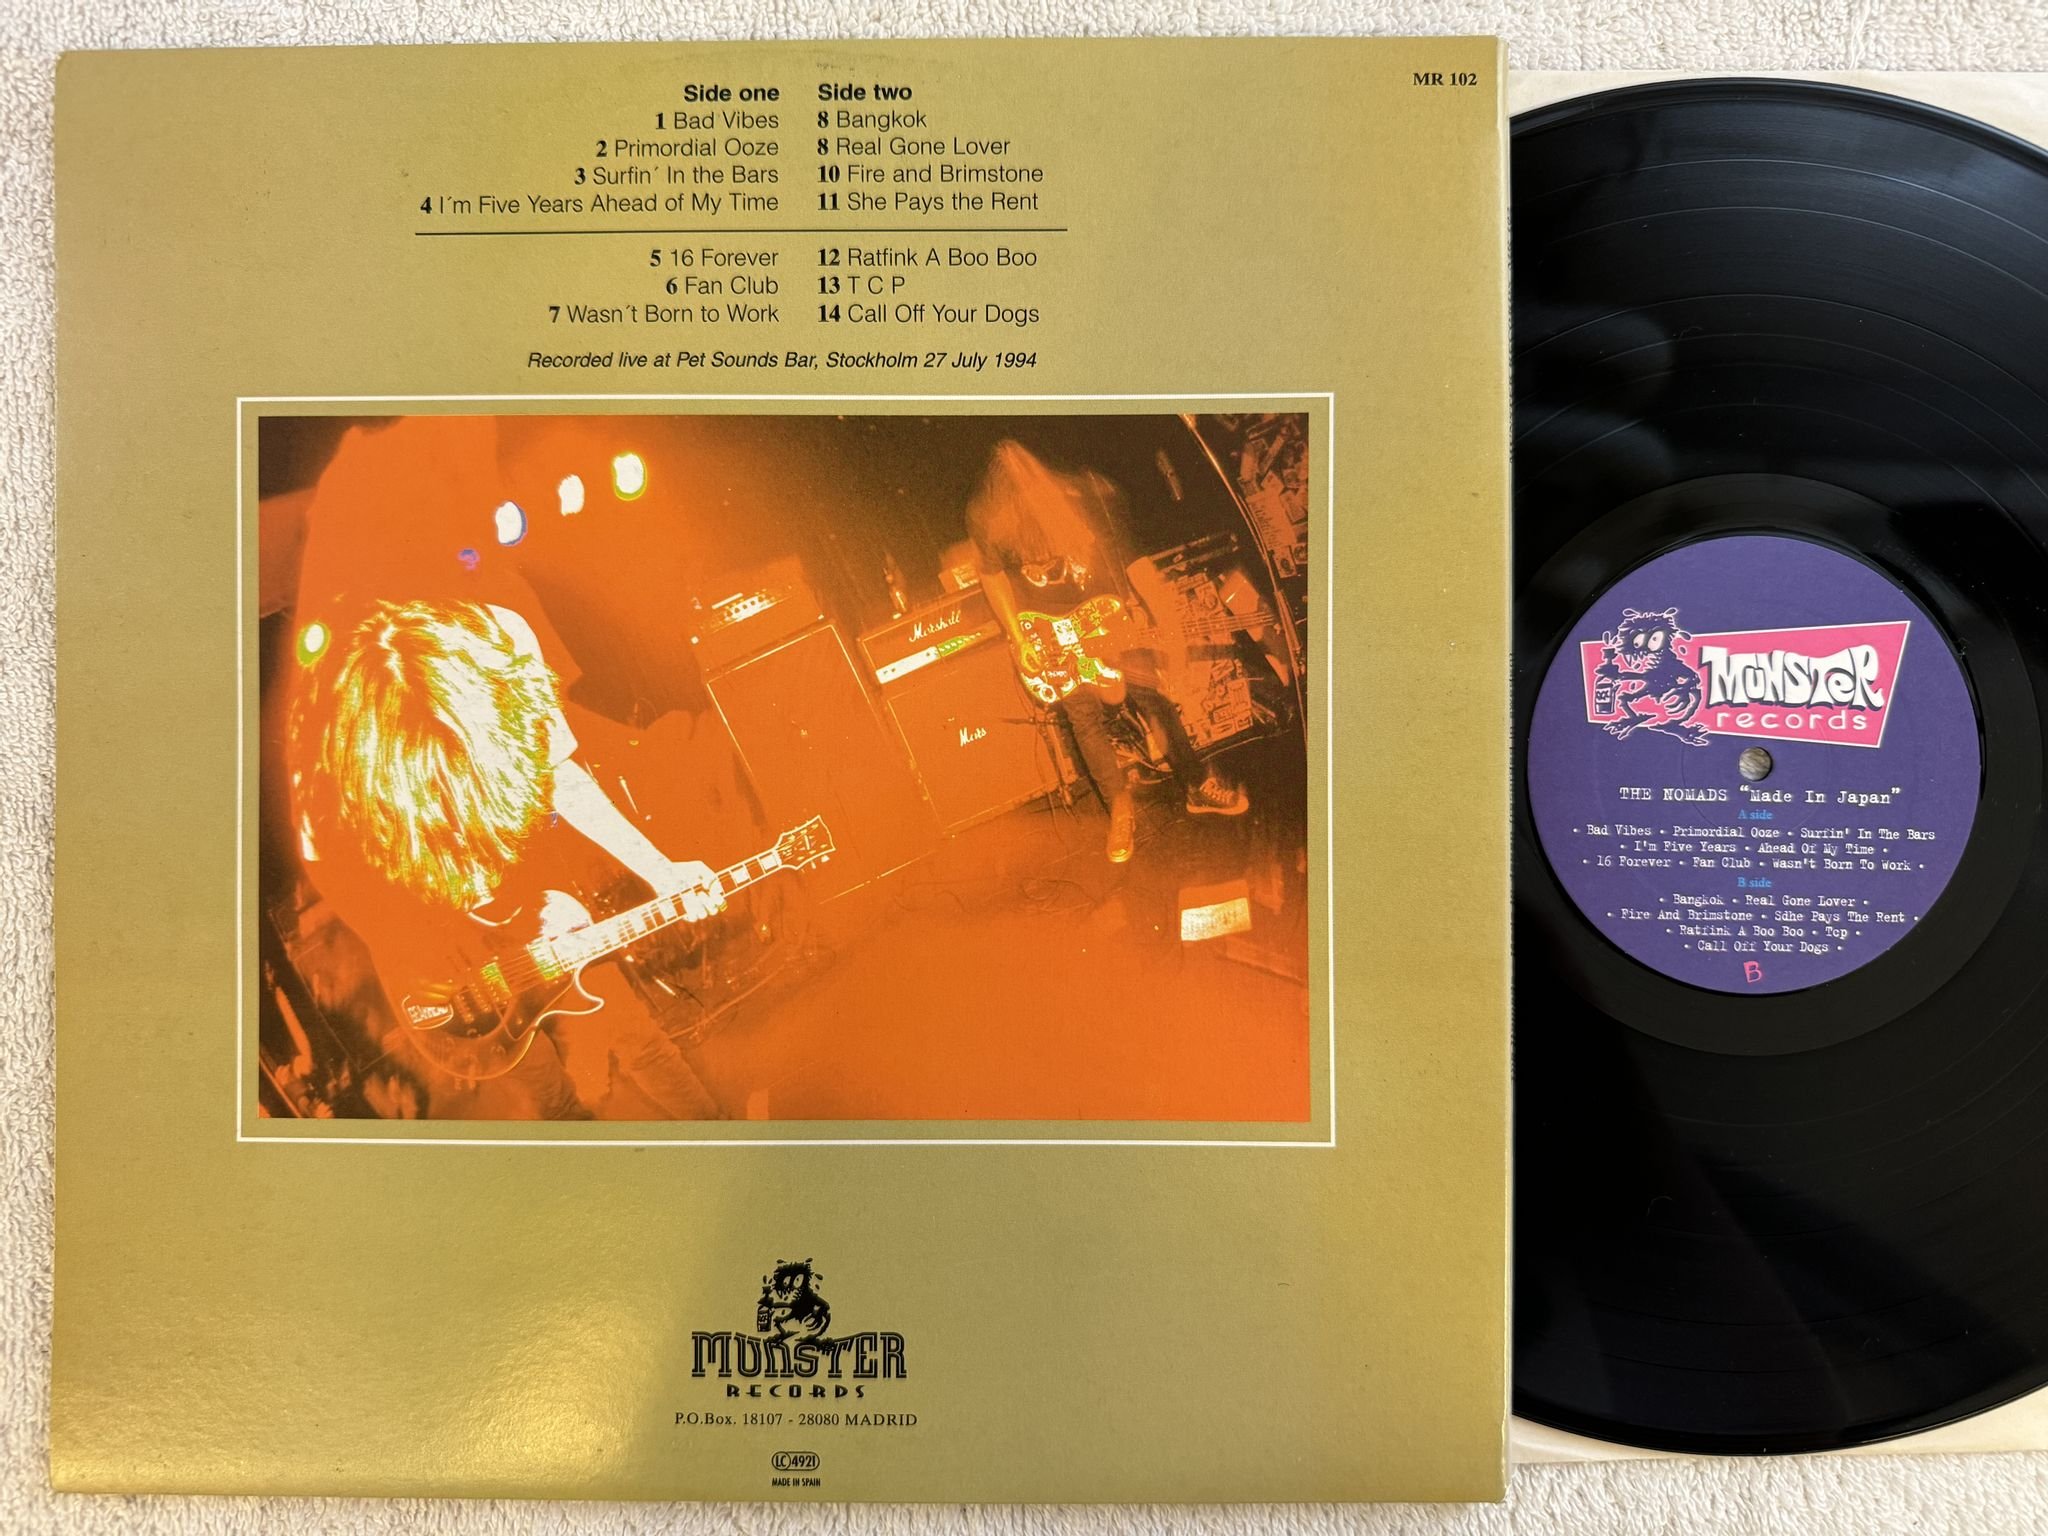 MR 102
Side one
1 Bad Vibes
2 Primordial Ooze
3 Surfin´ In the Bars
4 I´m Five Years Ahead of My Time
5 16 Forever
6 Fan Club
7 Wasn´t Born to Work
Side two
8 Bangkok
8 Real Gone Lover
10 Fire and Brimstone
11 She Pays the Rent
12 Ratfink A Boo Boo
13 T C P
14 Call Off Your Dogs
Recorded live at Pet Sounds Bar, Stockholm 27 July 1994
Marshall
MUNSTER
RECORDS
P.O.Box. 18107 - 28080 MADRID
LC 4921
MADE IN SPAIN
MUNSTER
records
THE NOMADS “Made In Japan”
A side
• Bad Vibes • Primordial Ooze • Surfin' In The Bars
• I'm Five Years • Ahead Of My Time •
• 16 Forever • Fan Club • Wasn't Born To Work •
B side
• Bangkok • Real Gone Lover •
• Fire And Brimstone • Sdhe Pays The Rent •
• Ratfink A Boo Boo • Tcp •
• Call Off Your Dogs •
B